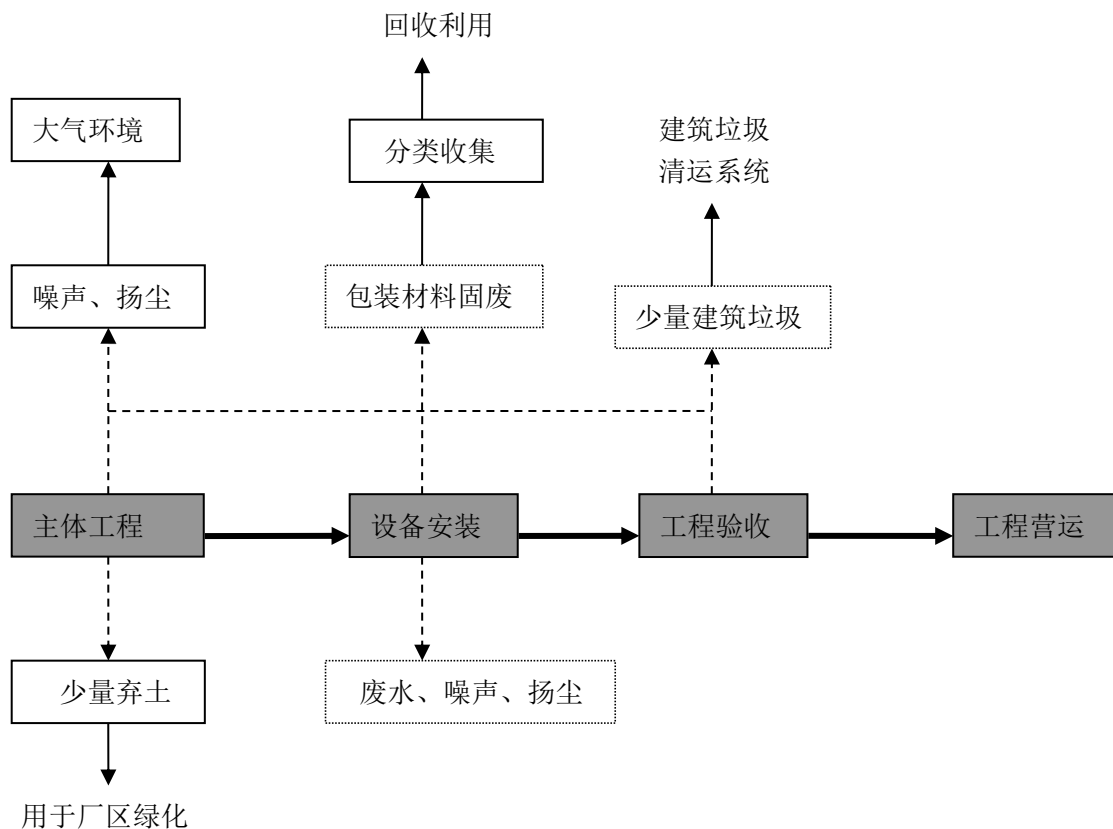 回收利用
大气环境
分类收集
建筑垃圾
清运系统
噪声、扬尘
包装材料固废
少量建筑垃圾
主体工程
设备安装
工程验收
工程营运
少量弃土
废水、噪声、扬尘
用于厂区绿化